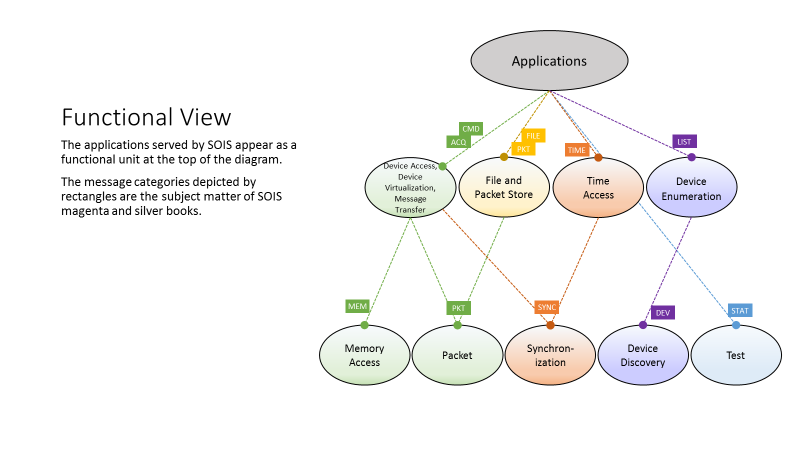 Functional View
The applications served by SOIS appear as a
functional unit at the top of the diagram.
The message categories depicted by
rectangles are the subject matter of SOIS
magenta and silver books.
Applications
CMD
ACQ
FILE
PKT
TIME
LIST
Device Access,
Device
Virtualization,
Message
Transfer
File and
Packet Store
Time
Access
Device
Enumeration
MEM
PKT
SYNC
DEV
STAT
Memory
Access
Packet
Synchron-
ization
Device
Discovery
Test